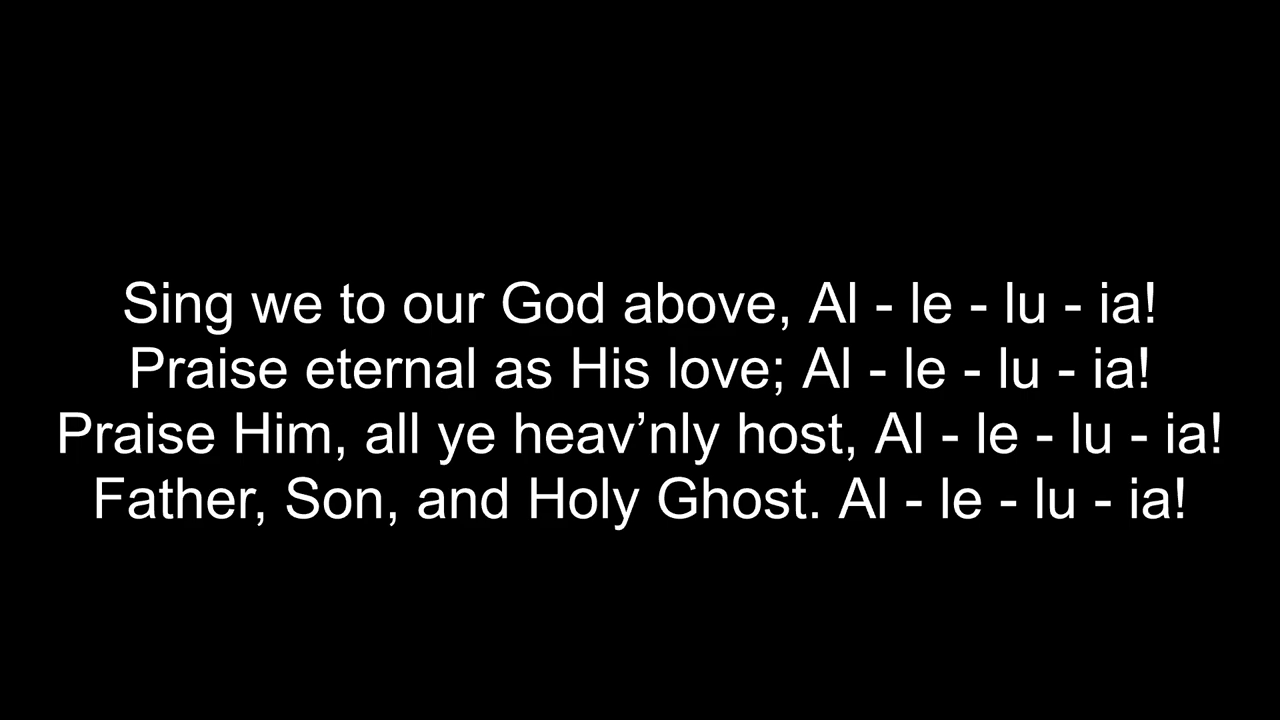 Sing we to our God above, Al - le - lu - ia!
Praise eternal as His love; Al - le - lu - ia!
Praise Him, all ye heav’nly host, Al - le - lu - ia!
Father, Son, and Holy Ghost. Al - le - lu - ia!